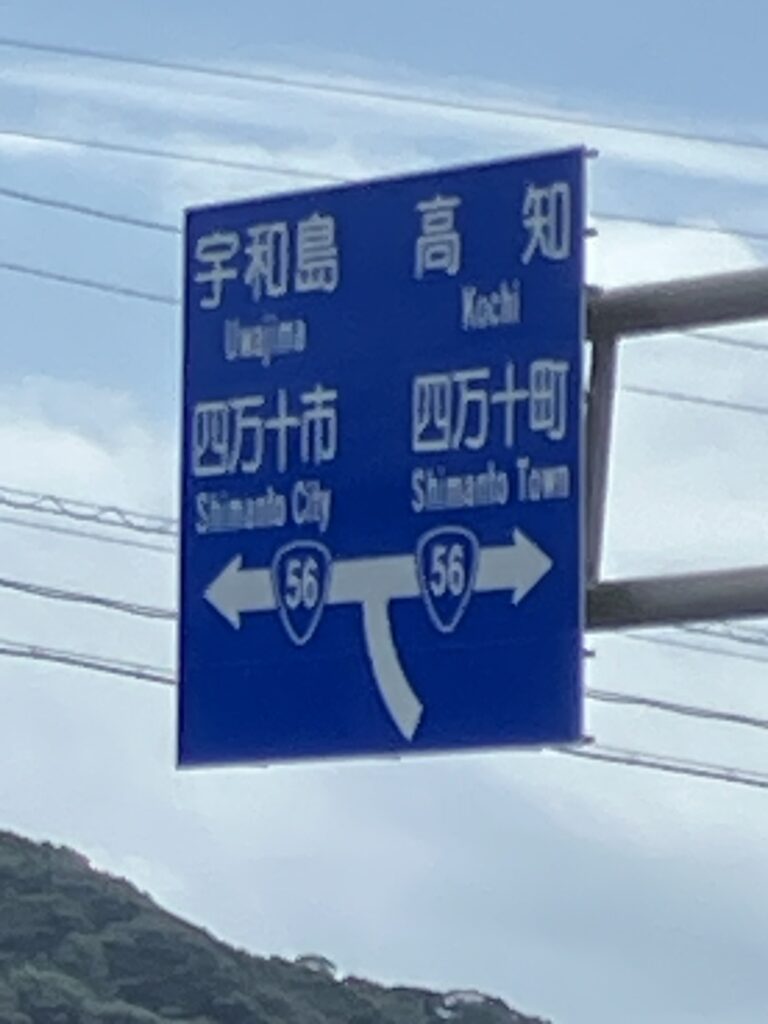 宇和島
Uwajima
四万十市
Shimanto City
56
高知
Kochi
四万十町
Shimanto Town
56